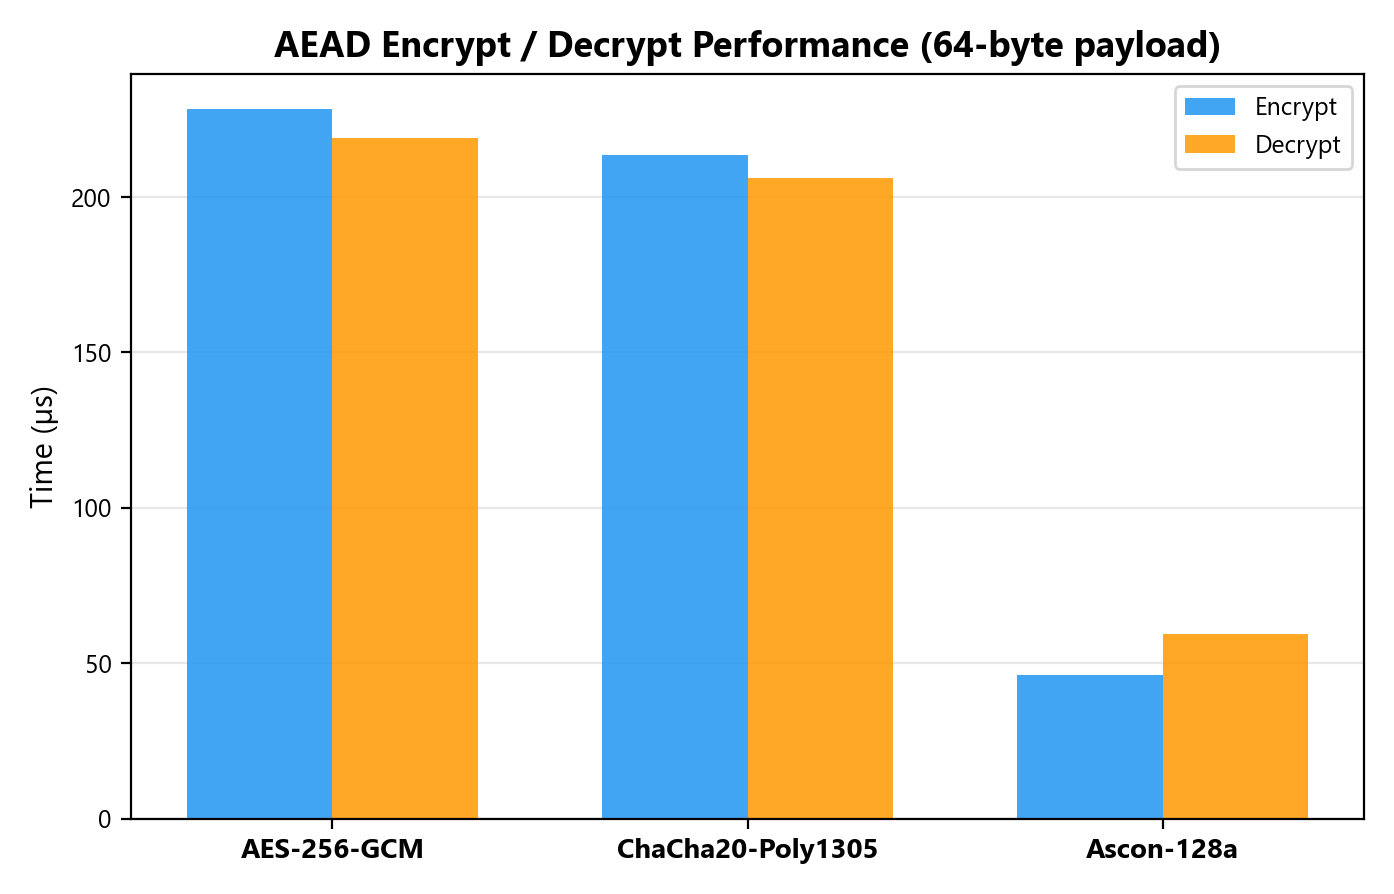 AEAD Encrypt / Decrypt Performance (64-byte payload)
Encrypt
Decrypt
Time (µs)
200
150
100
50
0
AES-256-GCM
ChaCha20-Poly1305
Ascon-128a